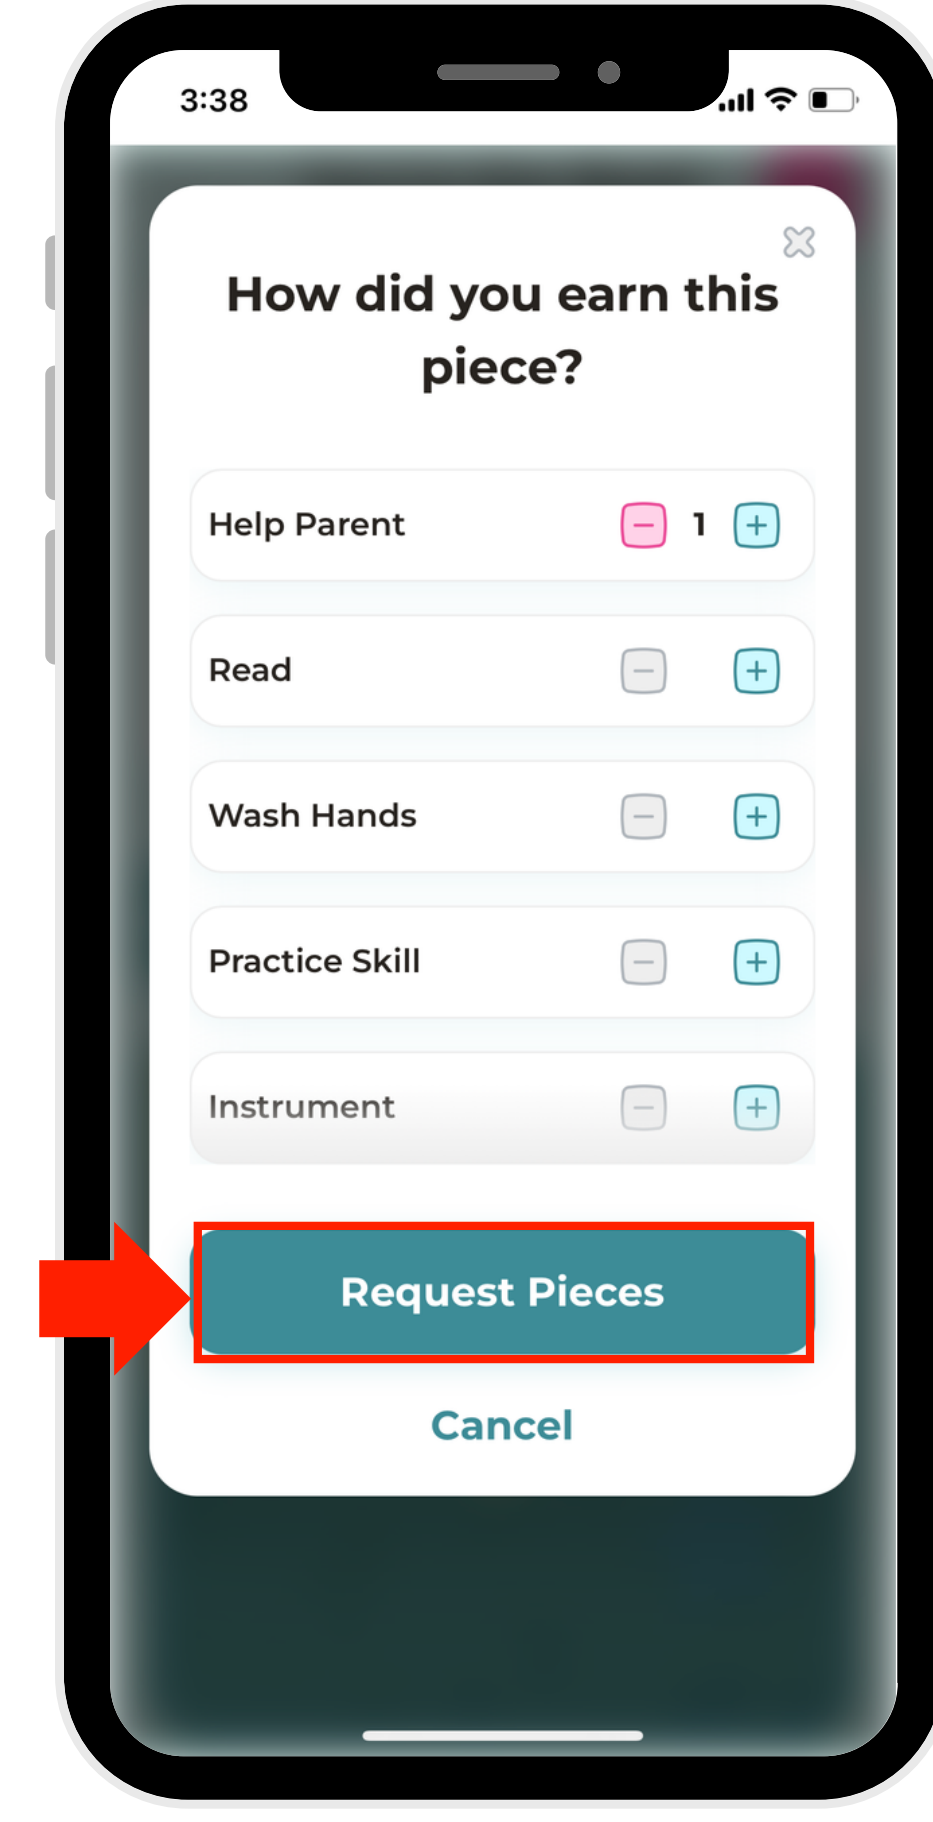 3:38
How did you earn this
piece?
Help Parent 1
Read
Wash Hands
Practice Skill
Instrument
Request Pieces
Cancel